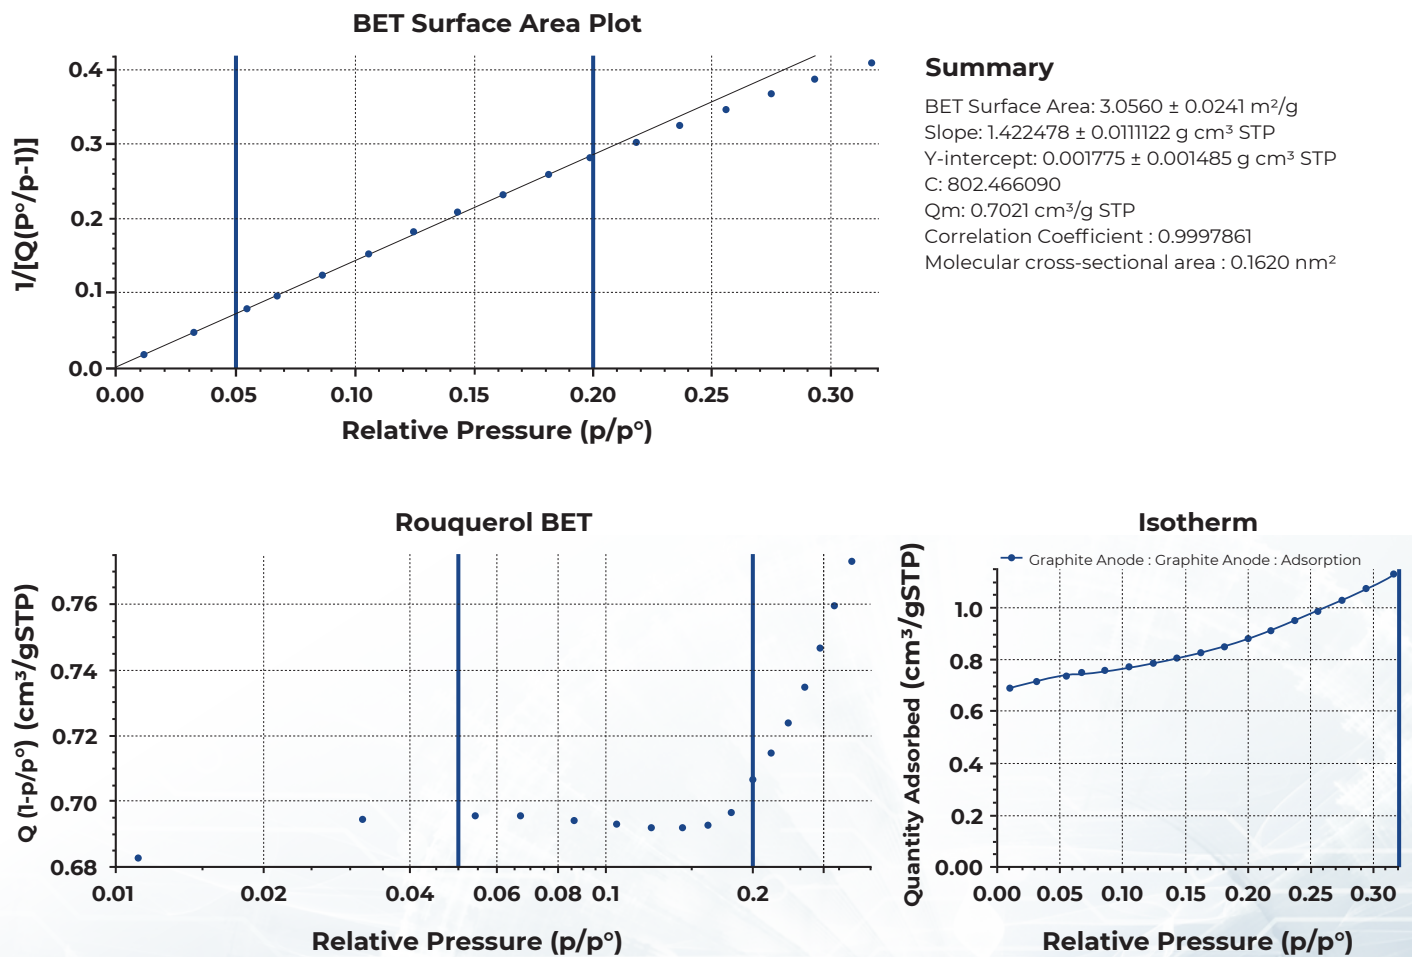 BET Surface Area Plot
1/[Q(P°/p-1)]
0.4
0.3
0.2
0.1
0.0
0.00 0.05 0.10 0.15 0.20 0.25 0.30
Relative Pressure (p/p°)
Summary
BET Surface Area: 3.0560 ± 0.0241 m²/g
Slope: 1.422478 ± 0.0111122 g cm³ STP
Y-intercept: 0.001775 ± 0.001485 g cm³ STP
C: 802.466090
Qm: 0.7021 cm³/g STP
Correlation Coefficient : 0.9997861
Molecular cross-sectional area : 0.1620 nm²
Rouquerol BET
Q (1-p/p°) (cm³/gSTP)
0.76
0.74
0.72
0.70
0.68
0.01 0.02 0.04 0.06 0.1 0.2
Relative Pressure (p/p°)
Isotherm
Graphite Anode : Graphite Anode : Adsorption
Quantity Adsorbed (cm³/gSTP)
1.0
0.8
0.6
0.4
0.2
0.00
0.00 0.05 0.10 0.15 0.20 0.25 0.30
Relative Pressure (p/p°)